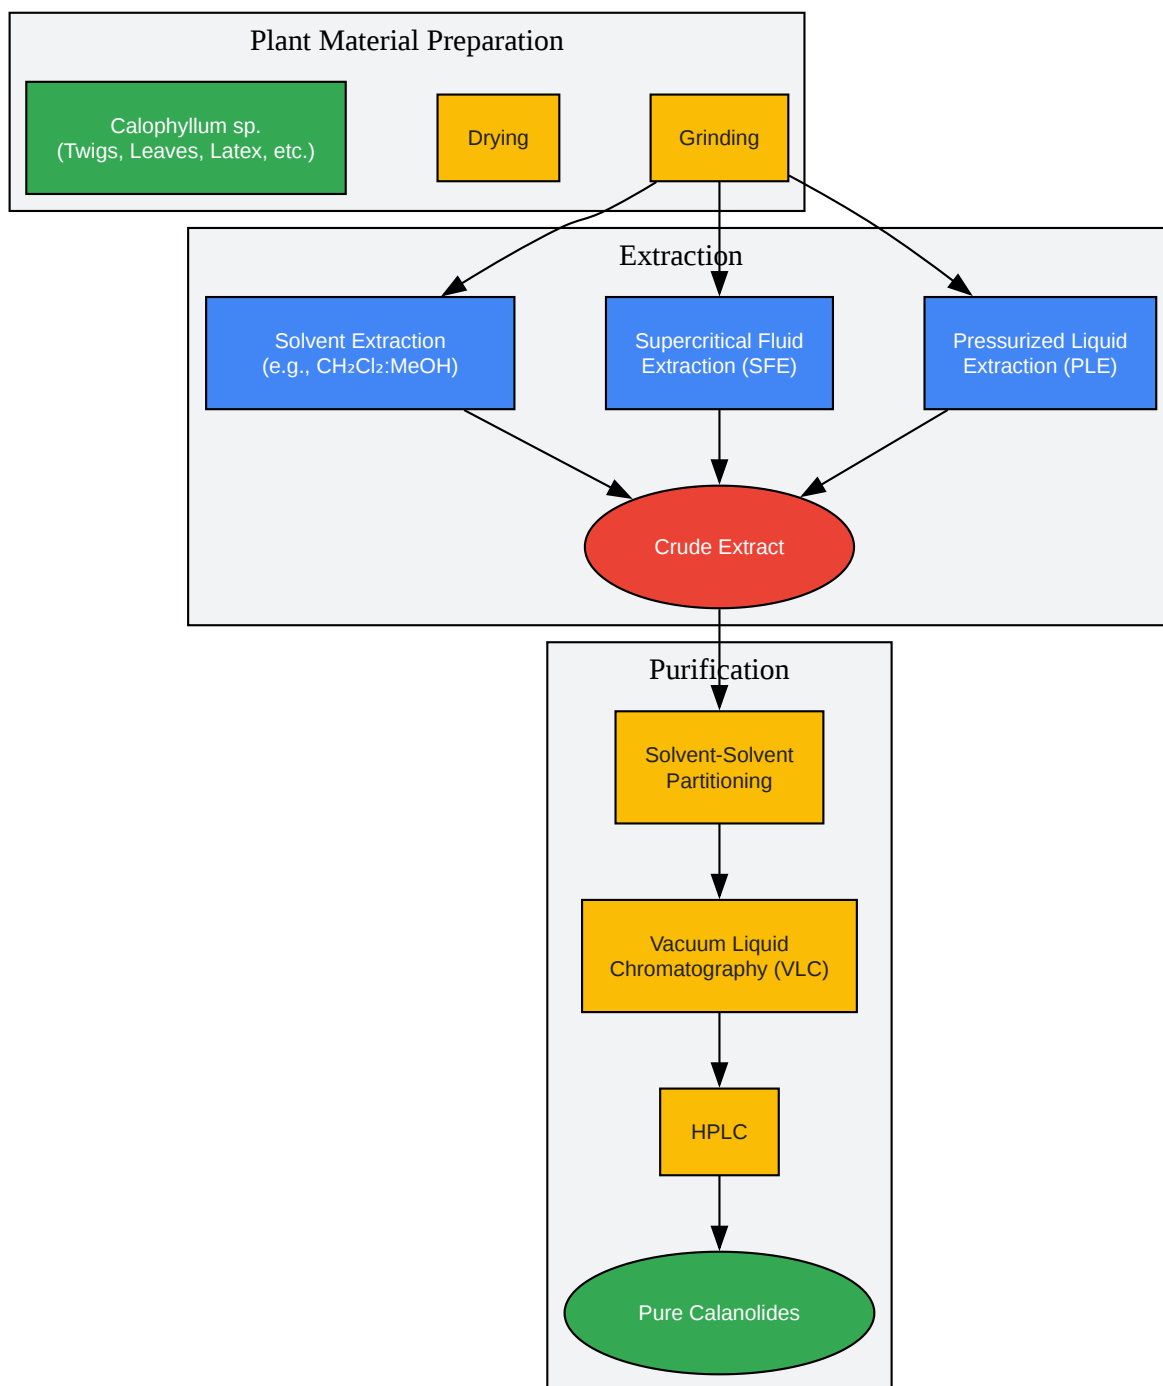 Plant Material Preparation
Calophyllum sp.
(Twigs, Leaves, Latex, etc.)
Drying
Grinding
Extraction
Solvent Extraction
(e.g., CH₂Cl₂:MeOH)
Supercritical Fluid
Extraction (SFE)
Pressurized Liquid
Extraction (PLE)
Crude Extract
Purification
Solvent-Solvent
Partitioning
Vacuum Liquid
Chromatography (VLC)
HPLC
Pure Calanolides